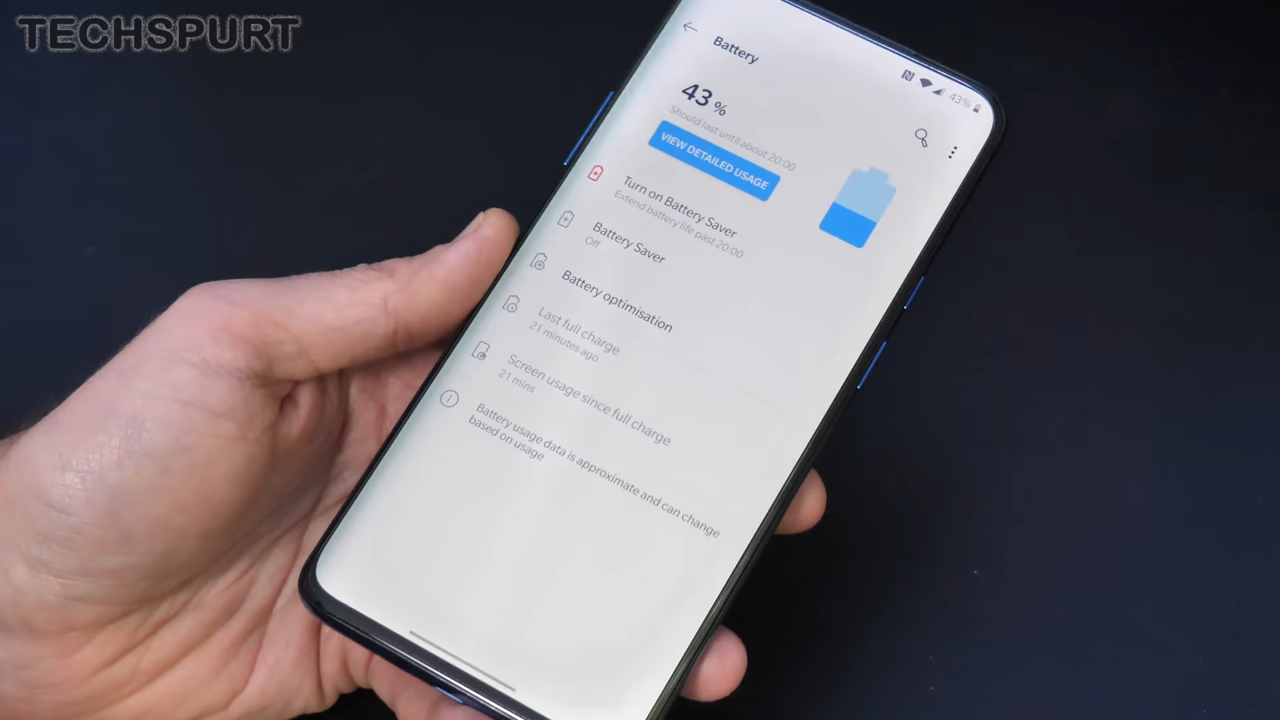 TECHSPURT
Battery
43%
43%
Should last until about 20:00
VIEW DETAILED USAGE
Turn on Battery Saver
Extend battery life past 20:00
Battery Saver
Off
Battery optimisation
Last full charge
21 minutes ago
Screen usage since full charge
21 mins
Battery usage data is approximate and can change
based on usage